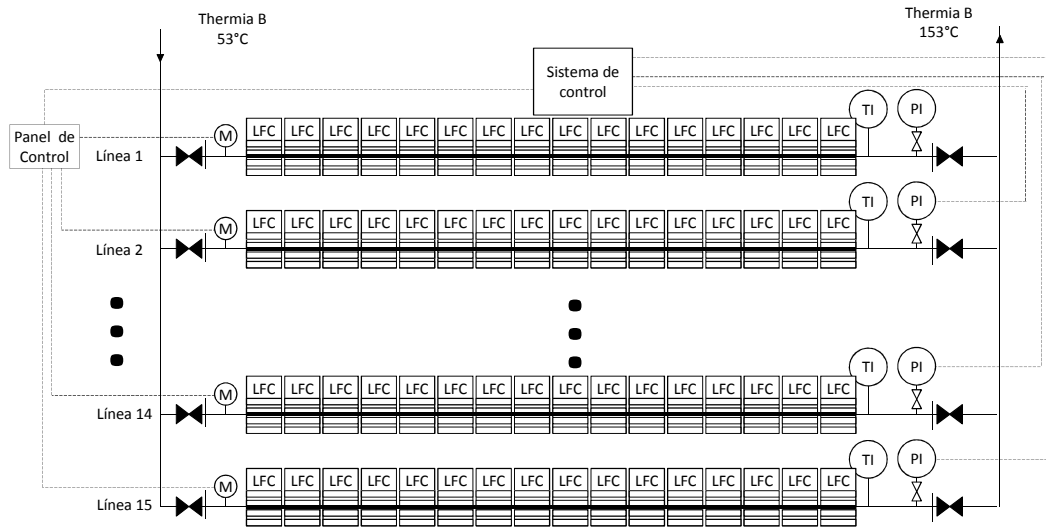 Thermia B
53°C
Thermia B
153°C
Sistema de
control
Panel de
Control
Línea 1
M
LFC LFC LFC LFC LFC LFC LFC LFC LFC LFC LFC LFC LFC LFC LFC LFC
TI
PI
Línea 2
M
LFC LFC LFC LFC LFC LFC LFC LFC LFC LFC LFC LFC LFC LFC LFC LFC
TI
PI
Línea 14
M
LFC LFC LFC LFC LFC LFC LFC LFC LFC LFC LFC LFC LFC LFC LFC LFC
TI
PI
Línea 15
M
LFC LFC LFC LFC LFC LFC LFC LFC LFC LFC LFC LFC LFC LFC LFC LFC
TI
PI